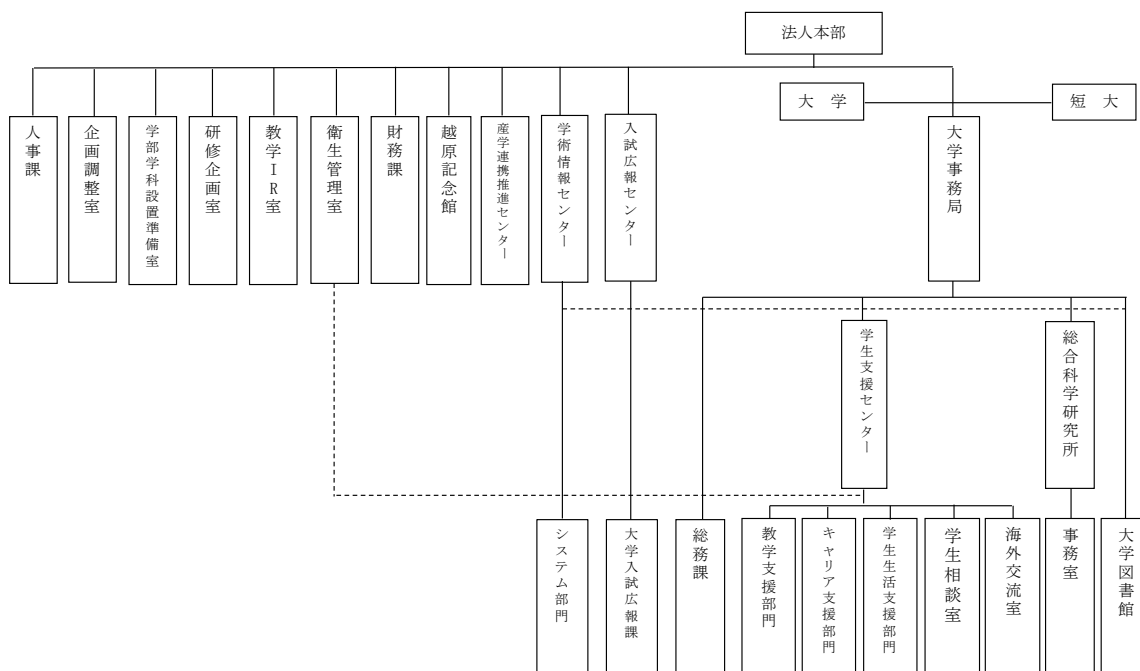 法人本部
大　学
短　大
人事課
企画調整室
学部学科設置準備室
研修企画室
教学ＩＲ室
衛生管理室
財務課
越原記念館
産学連携推進センター
学術情報センター
入試広報センター
大学事務局
学生支援センター
総合科学研究所
システム部門
大学入試広報課
総務課
教学支援部門
キャリア支援部門
学生生活支援部門
学生相談室
海外交流室
事務室
大学図書館